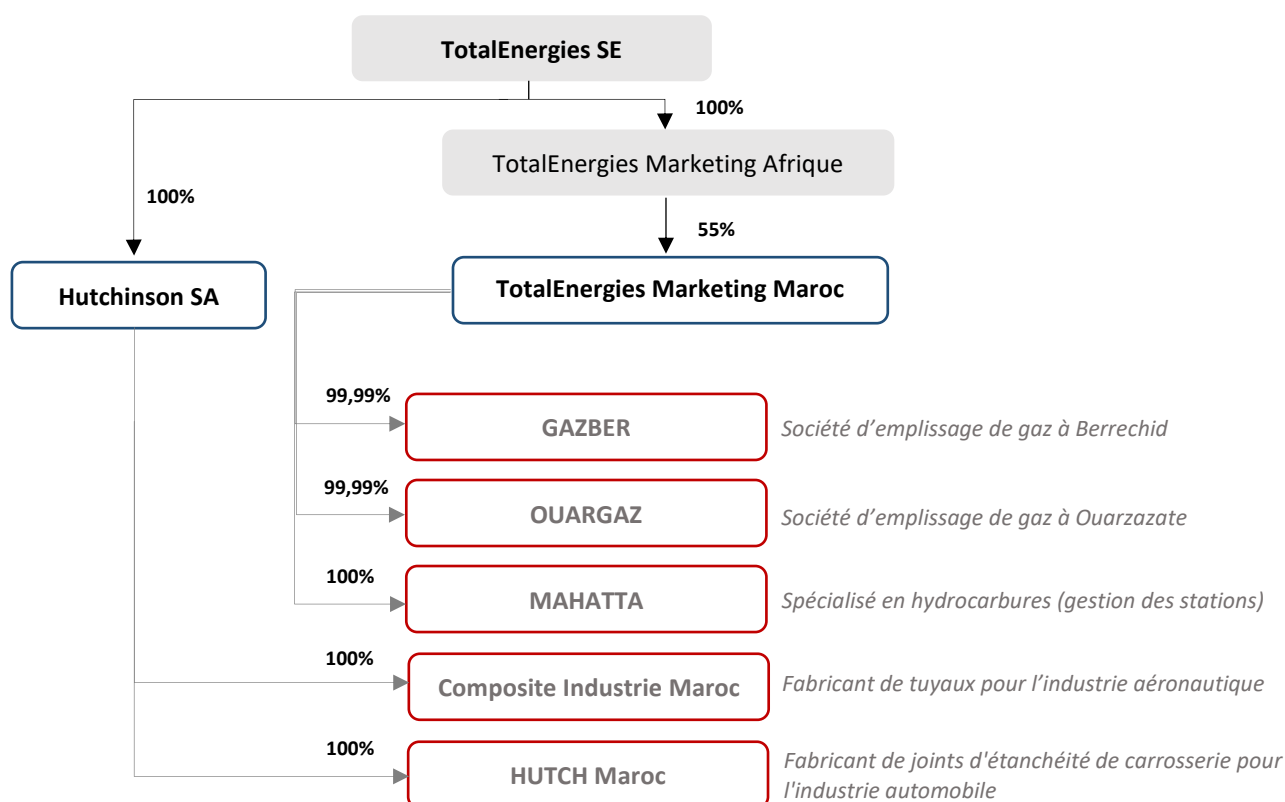 TotalEnergies SE
100%
TotalEnergies Marketing Afrique
100%
55%
Hutchinson SA
TotalEnergies Marketing Maroc
99,99%
GAZBER
Société d’emplissage de gaz à Berrechid
99,99%
OUARGAZ
Société d’emplissage de gaz à Ouarzazate
100%
MAHATTA
Spécialisé en hydrocarbures (gestion des stations)
100%
Composite Industrie Maroc
Fabricant de tuyaux pour l’industrie aéronautique
100%
HUTCH Maroc
Fabricant de joints d'étanchéité de carrosserie pour
l'industrie automobile